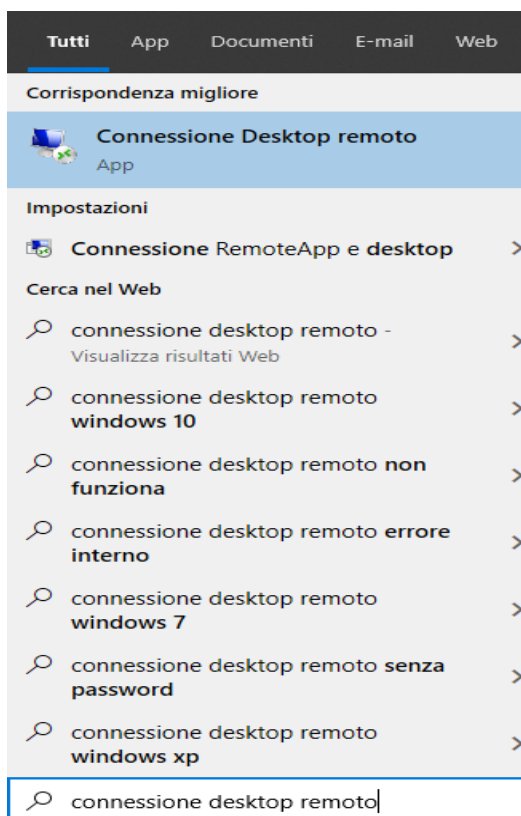 Tutti App Documenti E-mail Web
Corrispondenza migliore
Connessione Desktop remoto
App
Impostazioni
Connessione RemoteApp e desktop
Cerca nel Web
connessione desktop remoto -
Visualizza risultati Web
connessione desktop remoto
windows 10
connessione desktop remoto non
funziona
connessione desktop remoto errore
interno
connessione desktop remoto
windows 7
connessione desktop remoto senza
password
connessione desktop remoto
windows xp
connessione desktop remoto